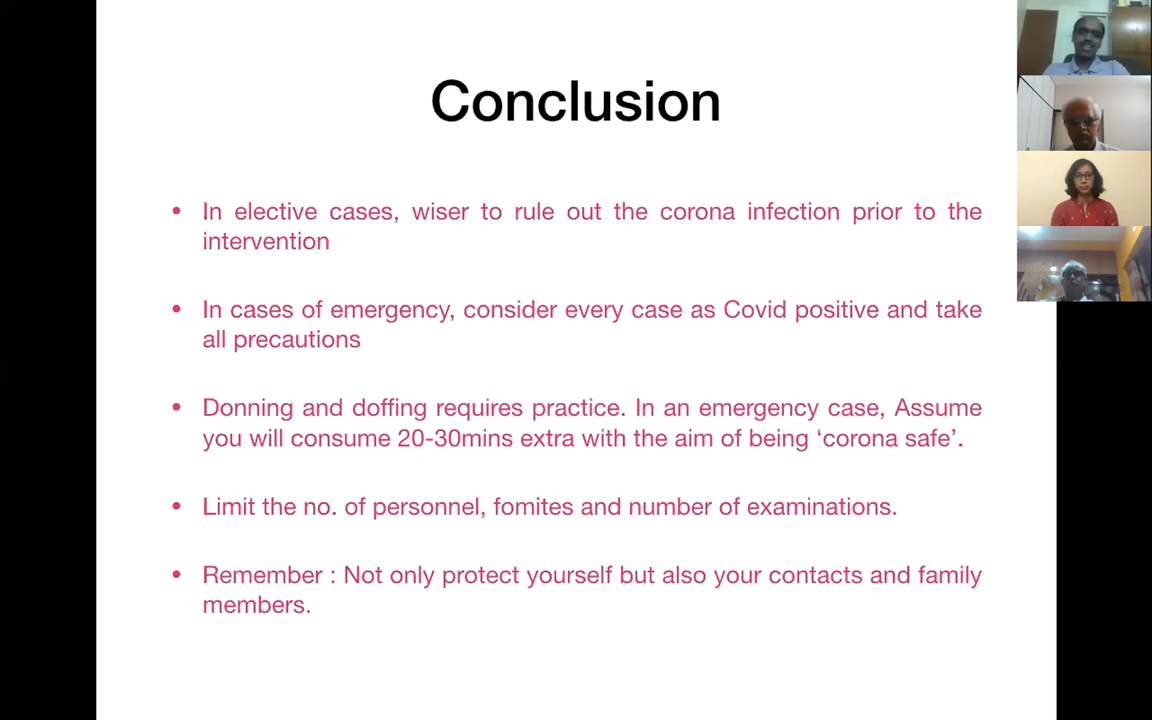 Conclusion
• In elective cases, wiser to rule out the corona infection prior to the
intervention
• In cases of emergency, consider every case as Covid positive and take
all precautions
• Donning and doffing requires practice. In an emergency case, Assume
you will consume 20-30mins extra with the aim of being ‘corona safe’.
• Limit the no. of personnel, fomites and number of examinations.
• Remember : Not only protect yourself but also your contacts and family
members.